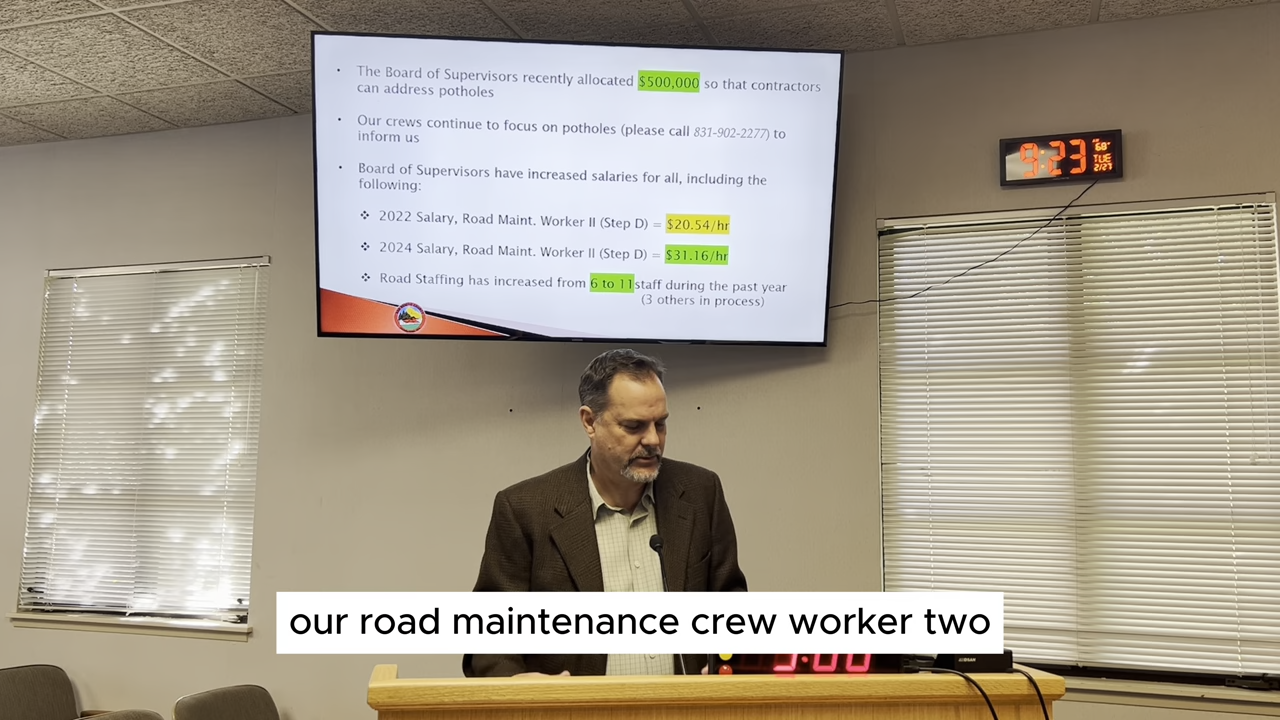 • The Board of Supervisors recently allocated $500,000 so that contractors
can address potholes
• Our crews continue to focus on potholes (please call 831-902-2277) to
inform us
• Board of Supervisors have increased salaries for all, including the
following:
❖ 2022 Salary, Road Maint. Worker II (Step D) = $20.54/hr
❖ 2024 Salary, Road Maint. Worker II (Step D) = $31.16/hr
❖ Road Staffing has increased from 6 to 11staff during the past year
(3 others in process)
9:23
68°
TUE
2/27
our road maintenance crew worker two
3:00